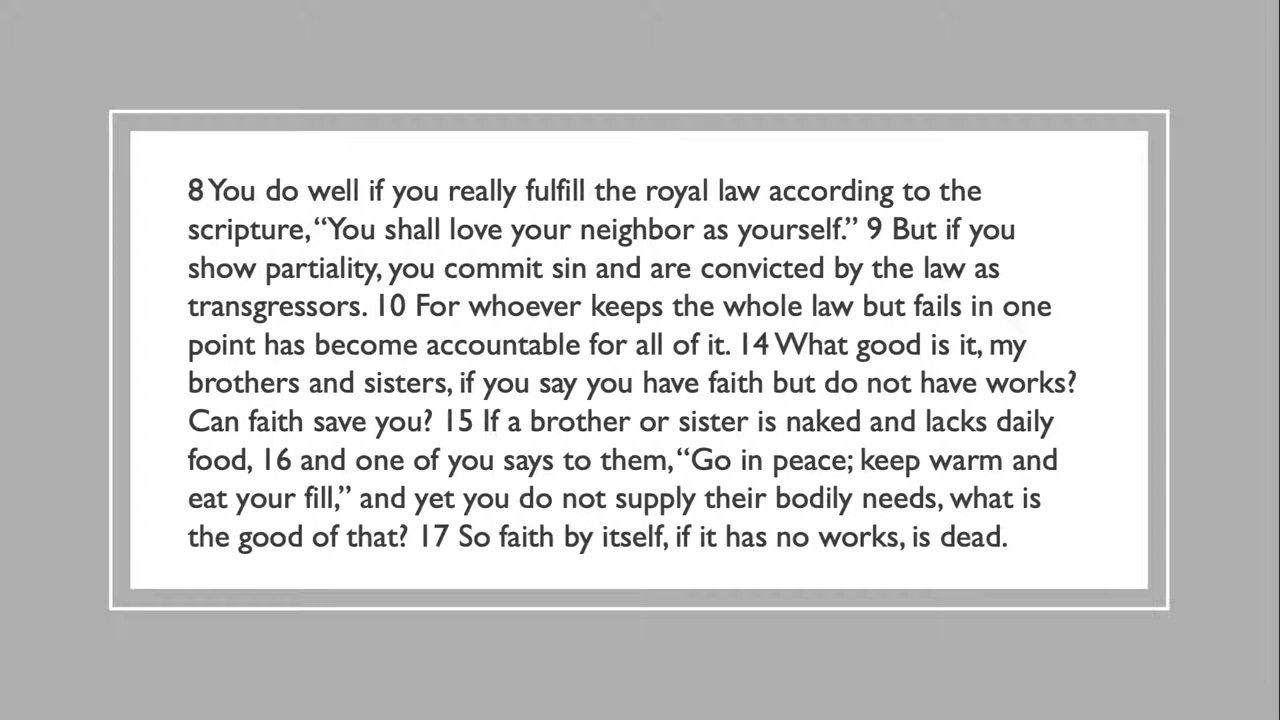 8 You do well if you really fulfill the royal law according to the
scripture, “You shall love your neighbor as yourself.” 9 But if you
show partiality, you commit sin and are convicted by the law as
transgressors. 10 For whoever keeps the whole law but fails in one
point has become accountable for all of it. 14 What good is it, my
brothers and sisters, if you say you have faith but do not have works?
Can faith save you? 15 If a brother or sister is naked and lacks daily
food, 16 and one of you says to them, “Go in peace; keep warm and
eat your fill,” and yet you do not supply their bodily needs, what is
the good of that? 17 So faith by itself, if it has no works, is dead.